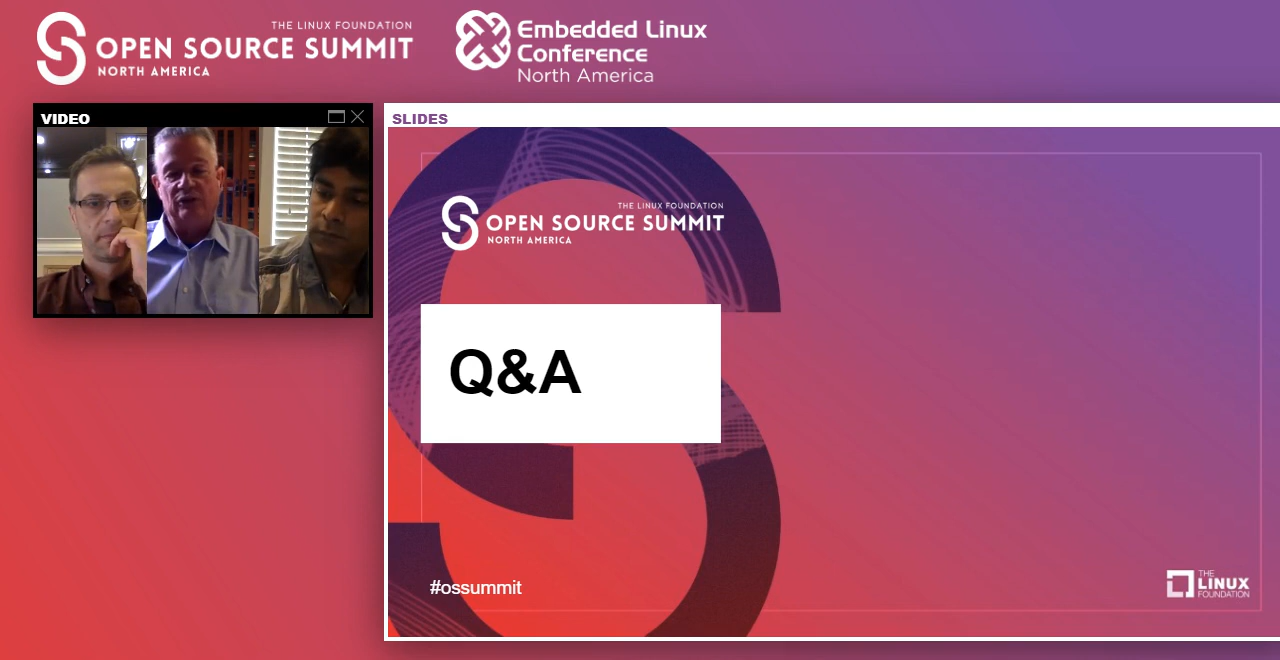 THE LINUX FOUNDATION
OPEN SOURCE SUMMIT
NORTH AMERICA
Embedded Linux
Conference
North America
VIDEO
SLIDES
THE LINUX FOUNDATION
OPEN SOURCE SUMMIT
NORTH AMERICA
Q&A
#ossummit
THE
LINUX
FOUNDATION